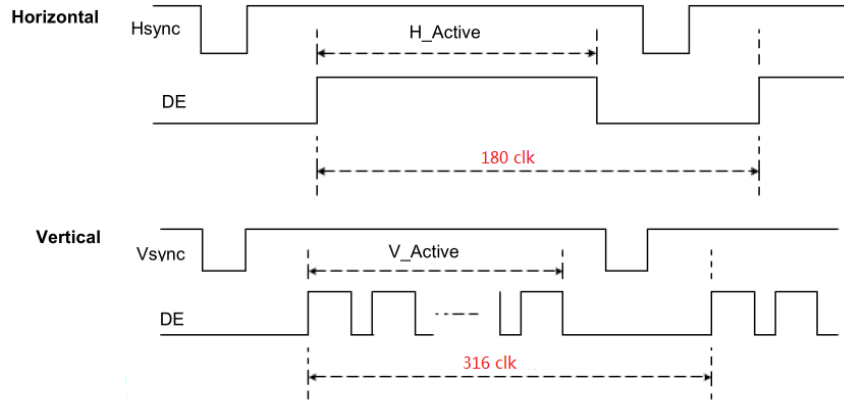 Horizontal
Hsync
H_Active
DE
180 clk
Vertical
Vsync
V_Active
DE
316 clk